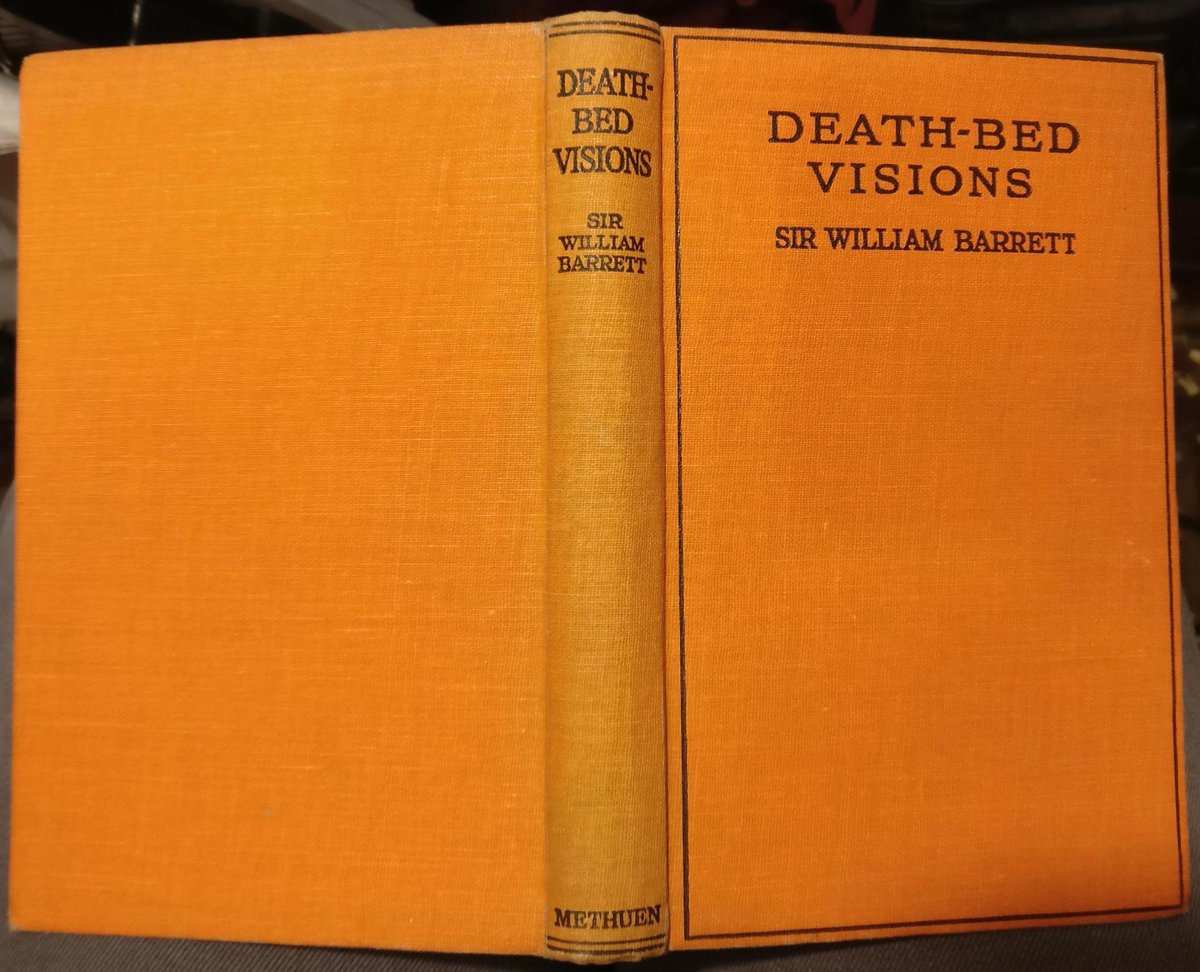 DEATH-
BED
VISIONS
SIR
WILLIAM
BARRETT
METHUEN
DEATH-BED
VISIONS
SIR WILLIAM BARRETT